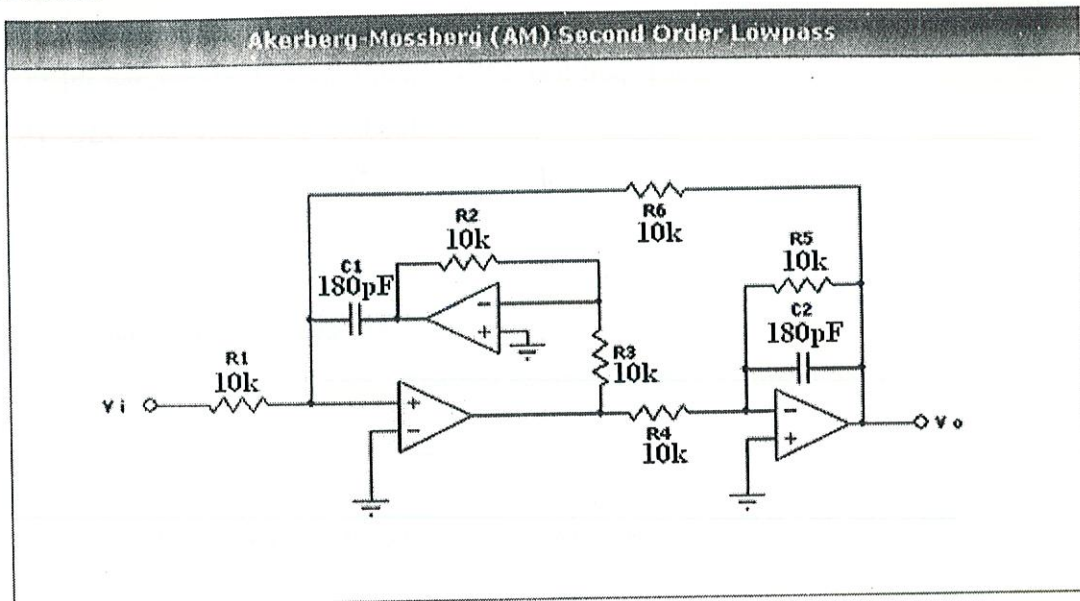 Akerberg-Mossberg (AM) Second Order Lowpass
R6
10k
R2
10k
R5
10k
C1
180pF
C2
180pF
-
+
R3
10k
R1
10k
Vi
+
-
R4
10k
-
+
Vo